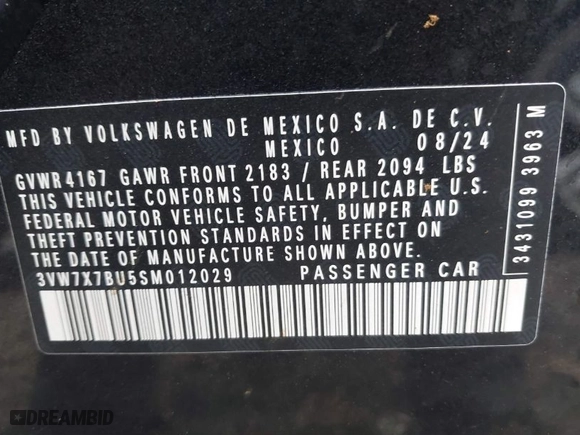 MFD BY VOLKSWAGEN DE MEXICO S.A. DE C.V.
MEXICO 08/24
GVWR 4167 GAWR FRONT 2183 / REAR 2094 LBS
THIS VEHICLE CONFORMS TO ALL APPLICABLE U.S.
FEDERAL MOTOR VEHICLE SAFETY, BUMPER AND
THEFT PREVENTION STANDARDS IN EFFECT ON
THE DATE OF MANUFACTURE SHOWN ABOVE.
3VW7X7BU5SM012029 PASSENGER CAR
3431099 3963 M
DREAMBID